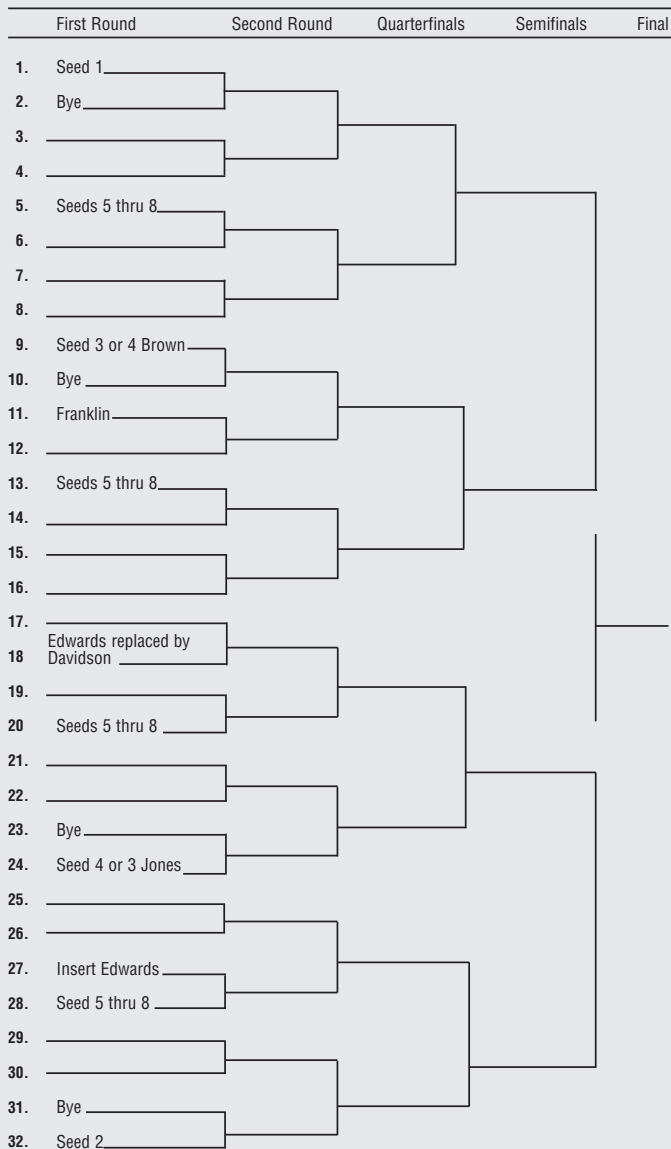 First Round Second Round Quarterfinals Semifinals Final
1. Seed 1
2. Bye
3.
4.
5. Seeds 5 thru 8
6.
7.
8.
9. Seed 3 or 4 Brown
10. Bye
11. Franklin
12.
13. Seeds 5 thru 8
14.
15.
16.
17.
Edwards replaced by
18 Davidson
19.
20 Seeds 5 thru 8
21.
22.
23. Bye
24. Seed 4 or 3 Jones
25.
26.
27. Insert Edwards
28. Seed 5 thru 8
29.
30.
31. Bye
32. Seed 2